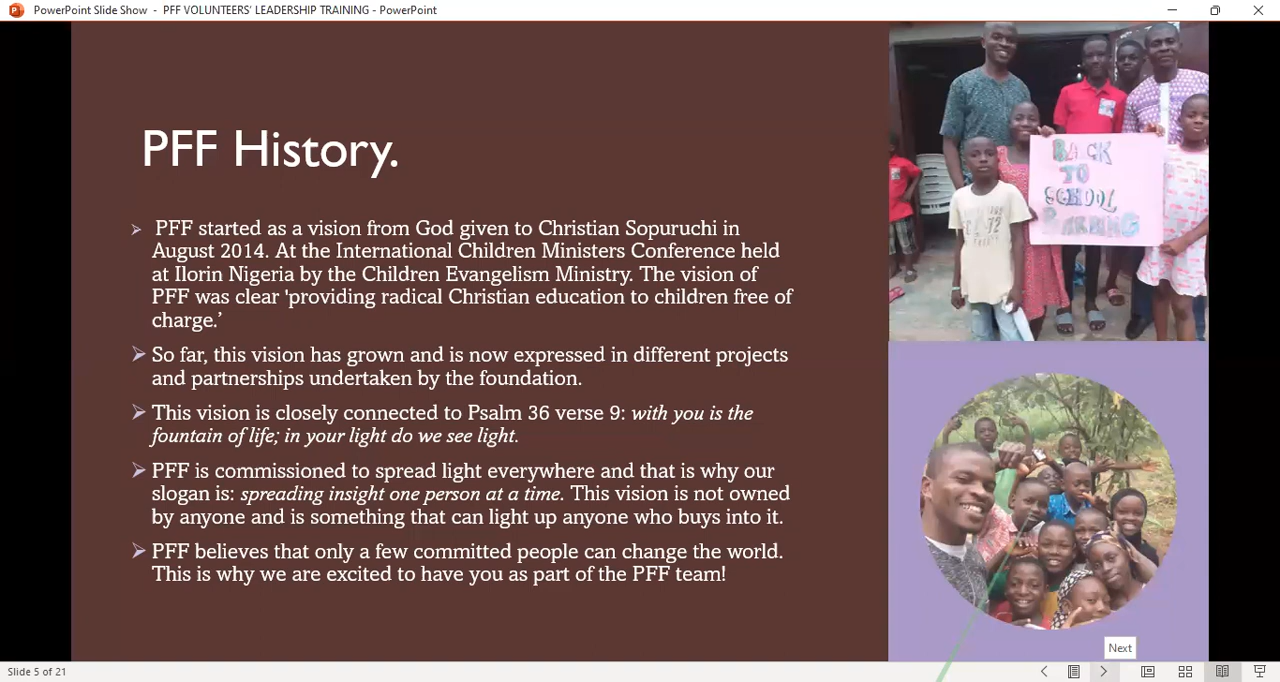 PowerPoint Slide Show - PFF VOLUNTEERS' LEADERSHIP TRAINING - PowerPoint
PFF History.
PFF started as a vision from God given to Christian Sopuruchi in
August 2014. At the International Children Ministers Conference held
at Ilorin Nigeria by the Children Evangelism Ministry. The vision of
PFF was clear 'providing radical Christian education to children free of
charge.’
So far, this vision has grown and is now expressed in different projects
and partnerships undertaken by the foundation.
This vision is closely connected to Psalm 36 verse 9: with you is the
fountain of life; in your light do we see light.
PFF is commissioned to spread light everywhere and that is why our
slogan is: spreading insight one person at a time. This vision is not owned
by anyone and is something that can light up anyone who buys into it.
PFF believes that only a few committed people can change the world.
This is why we are excited to have you as part of the PFF team!
BACK
TO
SCHOOL
Next
Slide 5 of 21